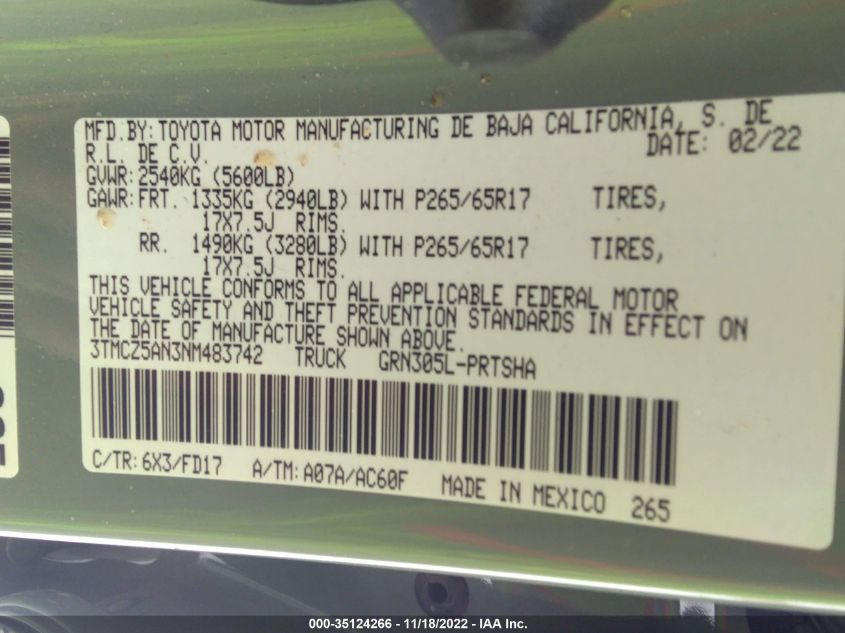 MFD.BY: TOYOTA MOTOR MANUFACTURING DE BAJA CALIFORNIA, S. DE
R.L. DE C.V. DATE: 02/22
GVWR: 2540KG (5600LB)
GAWR: FRT. 1335KG (2940LB) WITH P265/65R17 TIRES,
17X7.5J RIMS.
RR. 1490KG (3280LB) WITH P265/65R17 TIRES,
17X7.5J RIMS.
THIS VEHICLE CONFORMS TO ALL APPLICABLE FEDERAL MOTOR
VEHICLE SAFETY AND THEFT PREVENTION STANDARDS IN EFFECT ON
THE DATE OF MANUFACTURE SHOWN ABOVE.
3TMCZ5AN3NM483742 TRUCK GRN305L-PRTSHA
C/TR: 6X3/FD17 A/TM: A07A/AC60F MADE IN MEXICO 265
000-35124266 - 11/18/2022 - IAA Inc.